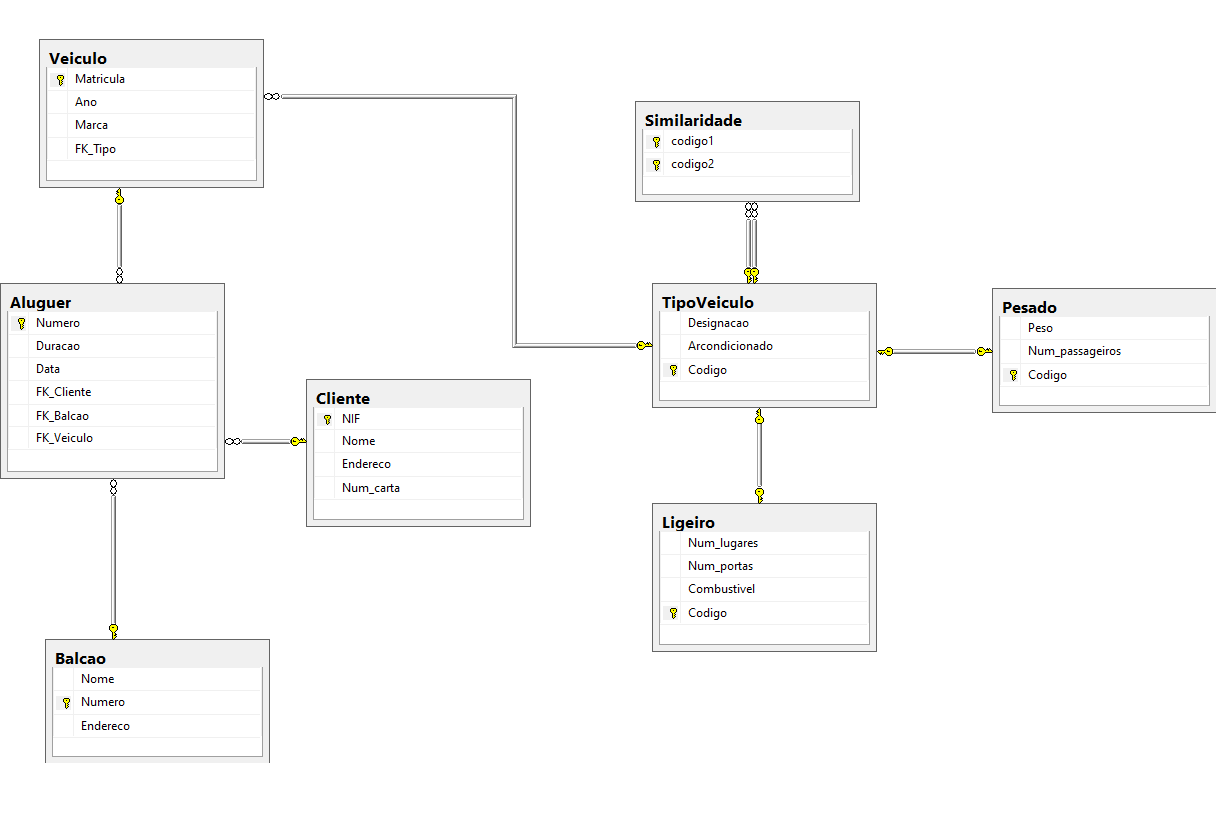 Veiculo
Matricula
Ano
Marca
FK_Tipo
Similaridade
codigo1
codigo2
Aluguer
Numero
Duracao
Data
FK_Cliente
FK_Balcao
FK_Veiculo
TipoVeiculo
Designacao
Arcondicionado
Codigo
Pesado
Peso
Num_passageiros
Codigo
Cliente
NIF
Nome
Endereco
Num_carta
Ligeiro
Num_lugares
Num_portas
Combustivel
Codigo
Balcao
Nome
Numero
Endereco